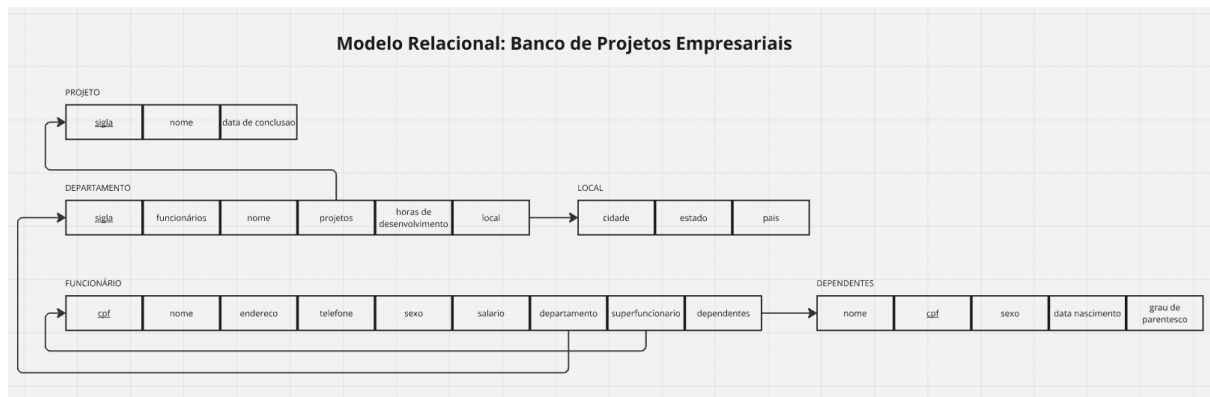 Modelo Relacional: Banco de Projetos Empresariais
PROJETO
sigla nome data de conclusao
DEPARTAMENTO
sigla funcionários nome projetos horas de desenvolvimento local
LOCAL
cidade estado pais
FUNCIONÁRIO
cpf nome endereco telefone sexo salario departamento superfuncionario dependentes
DEPENDENTES
nome cpf sexo data nascimento grau de parentesco